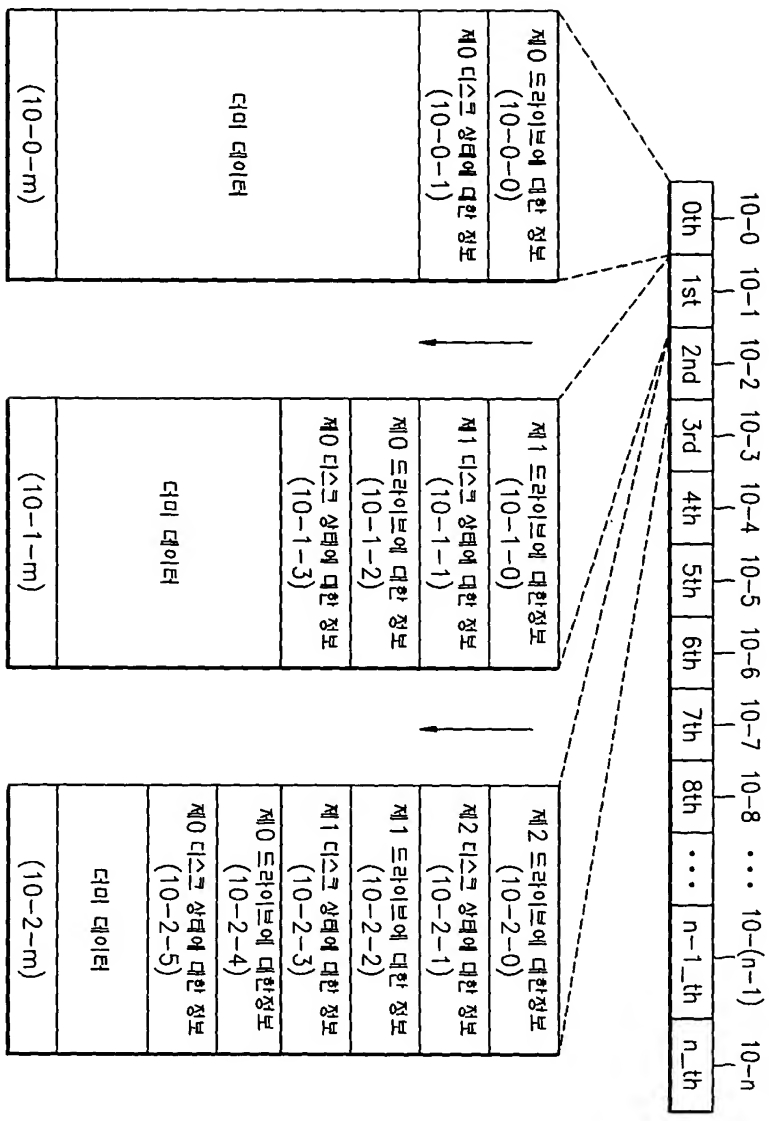 10-0 10-1 10-2 10-3 10-4 10-5 10-6 10-7 10-8 ··· 10-(n-1) 10-n
0th 1st 2nd 3rd 4th 5th 6th 7th 8th ··· n-1_th n_th
제0 드라이브에 대한 정보
(10-0-0)
제0 디스크 상태에 대한 정보
(10-0-1)
더미 데이터
(10-0-m)
제1 드라이브에 대한정보
(10-1-0)
제1 디스크 상태에 대한 정보
(10-1-1)
제0 드라이브에 대한 정보
(10-1-2)
제0 디스크 상태에 대한 정보
(10-1-3)
더미 데이터
(10-1-m)
제2 드라이브에 대한정보
(10-2-0)
제2 디스크 상태에 대한 정보
(10-2-1)
제1 드라이브에 대한 정보
(10-2-2)
제1 디스크 상태에 대한 정보
(10-2-3)
제0 드라이브에 대한정보
(10-2-4)
제0 디스크 상태에 대한 정보
(10-2-5)
더미 데이터
(10-2-m)